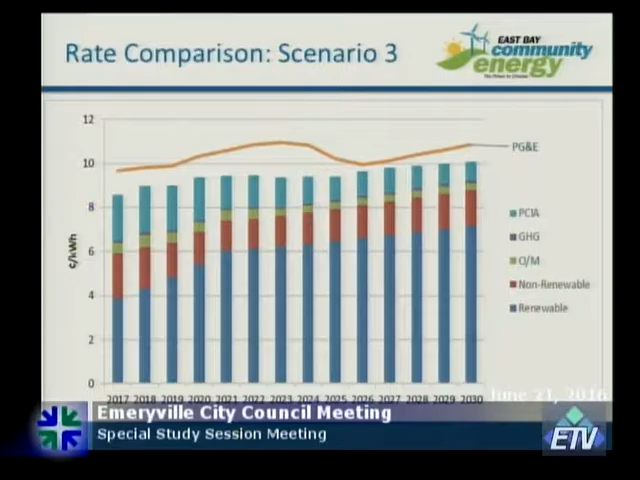 Rate Comparison: Scenario 3
EAST BAY
community
energy
12
10
8
6
4
2
0
¢/kWh
PG&E
PCIA
GHG
O/M
Non-Renewable
Renewable
2017 2018 2019 2020 2021 2022 2023 2024 2025 2026 2027 2028 2029 2030
June 21, 2016
Emeryville City Council Meeting
Special Study Session Meeting
ETV